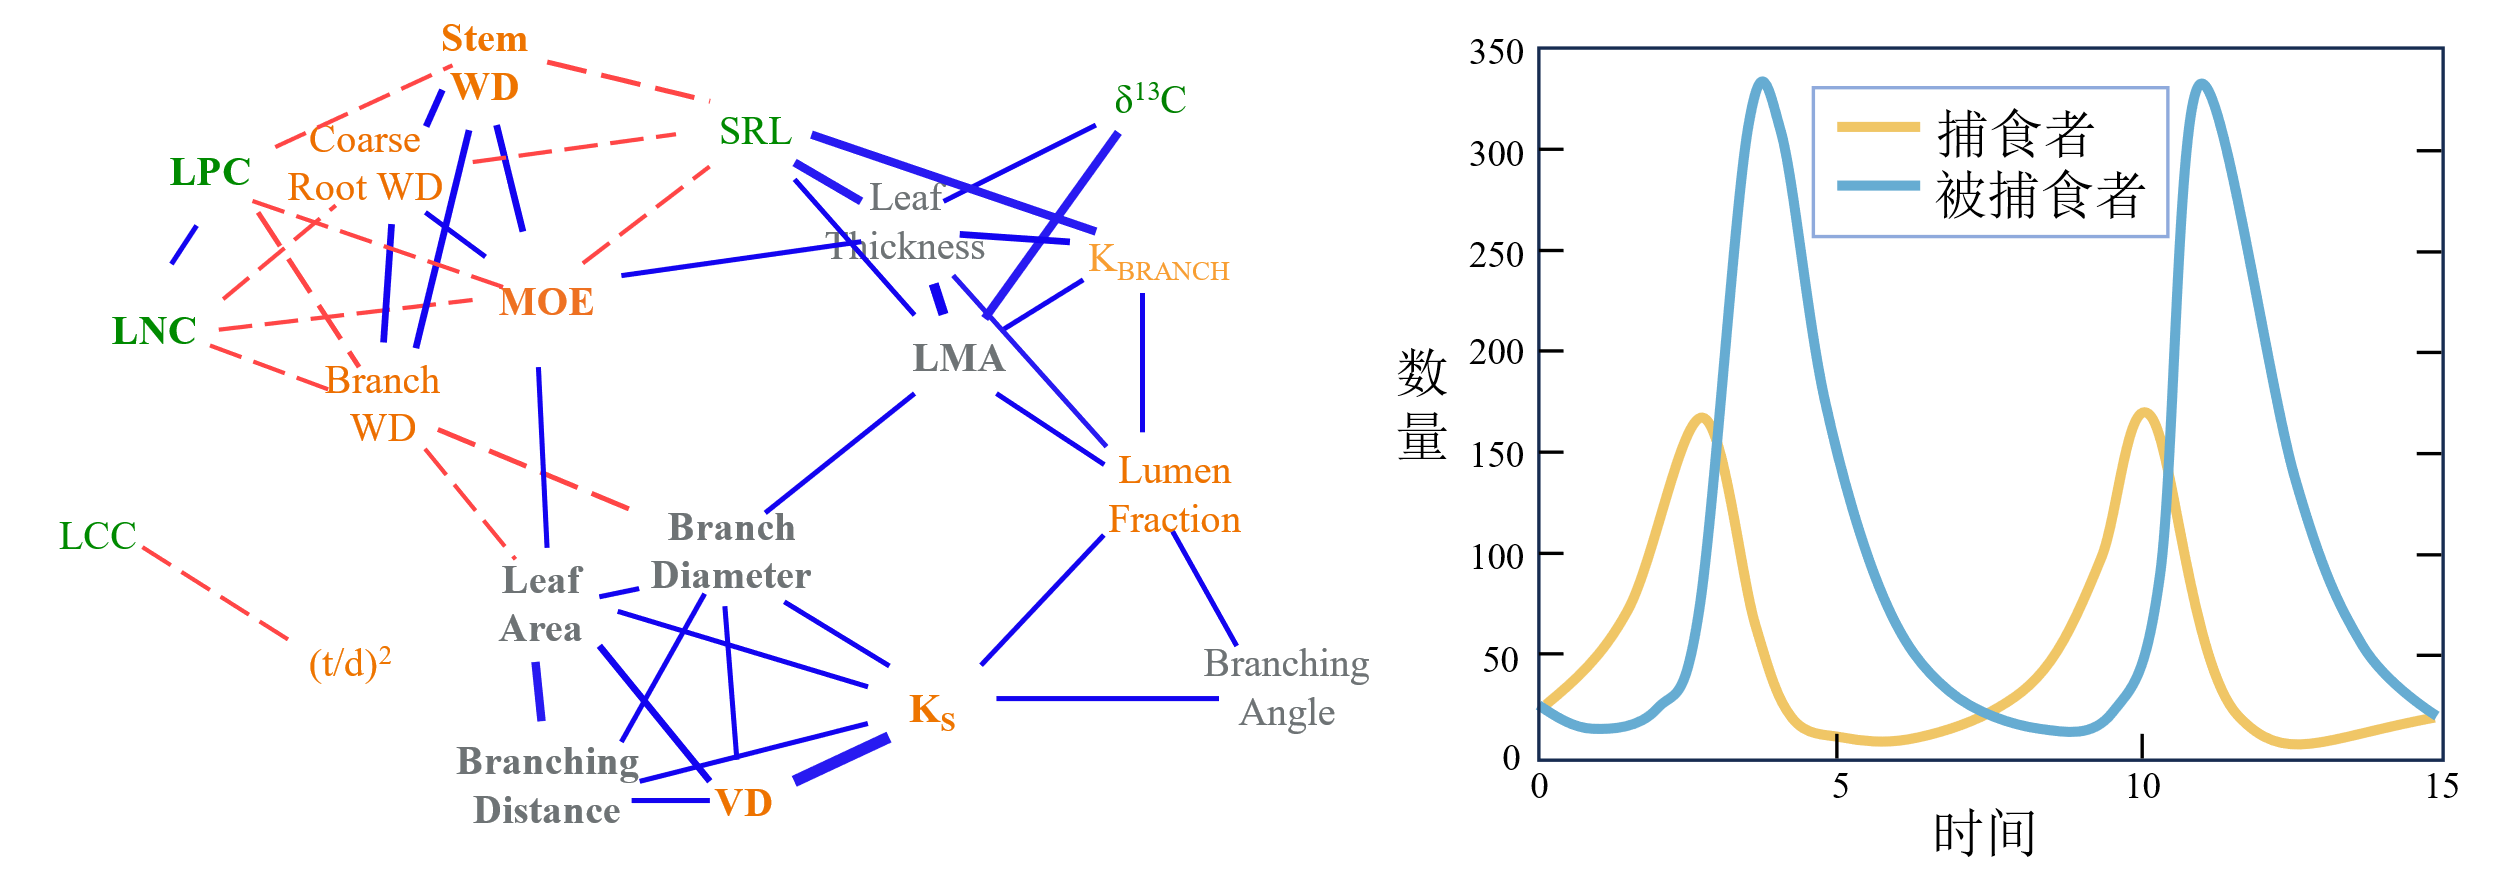 Stem
WD
Coarse
Root WD
LPC
SRL
δ¹³C
Leaf
Thickness
K_BRANCH
MOE
LNC
LMA
Branch
WD
Lumen
Fraction
LCC
Branch
Diameter
Leaf
Area
(t/d)²
Branching
Angle
K_S
Branching
Distance
VD
350
300
250
200
150
100
50
0
数
量
捕食者
被捕食者
0
5
10
15
时间